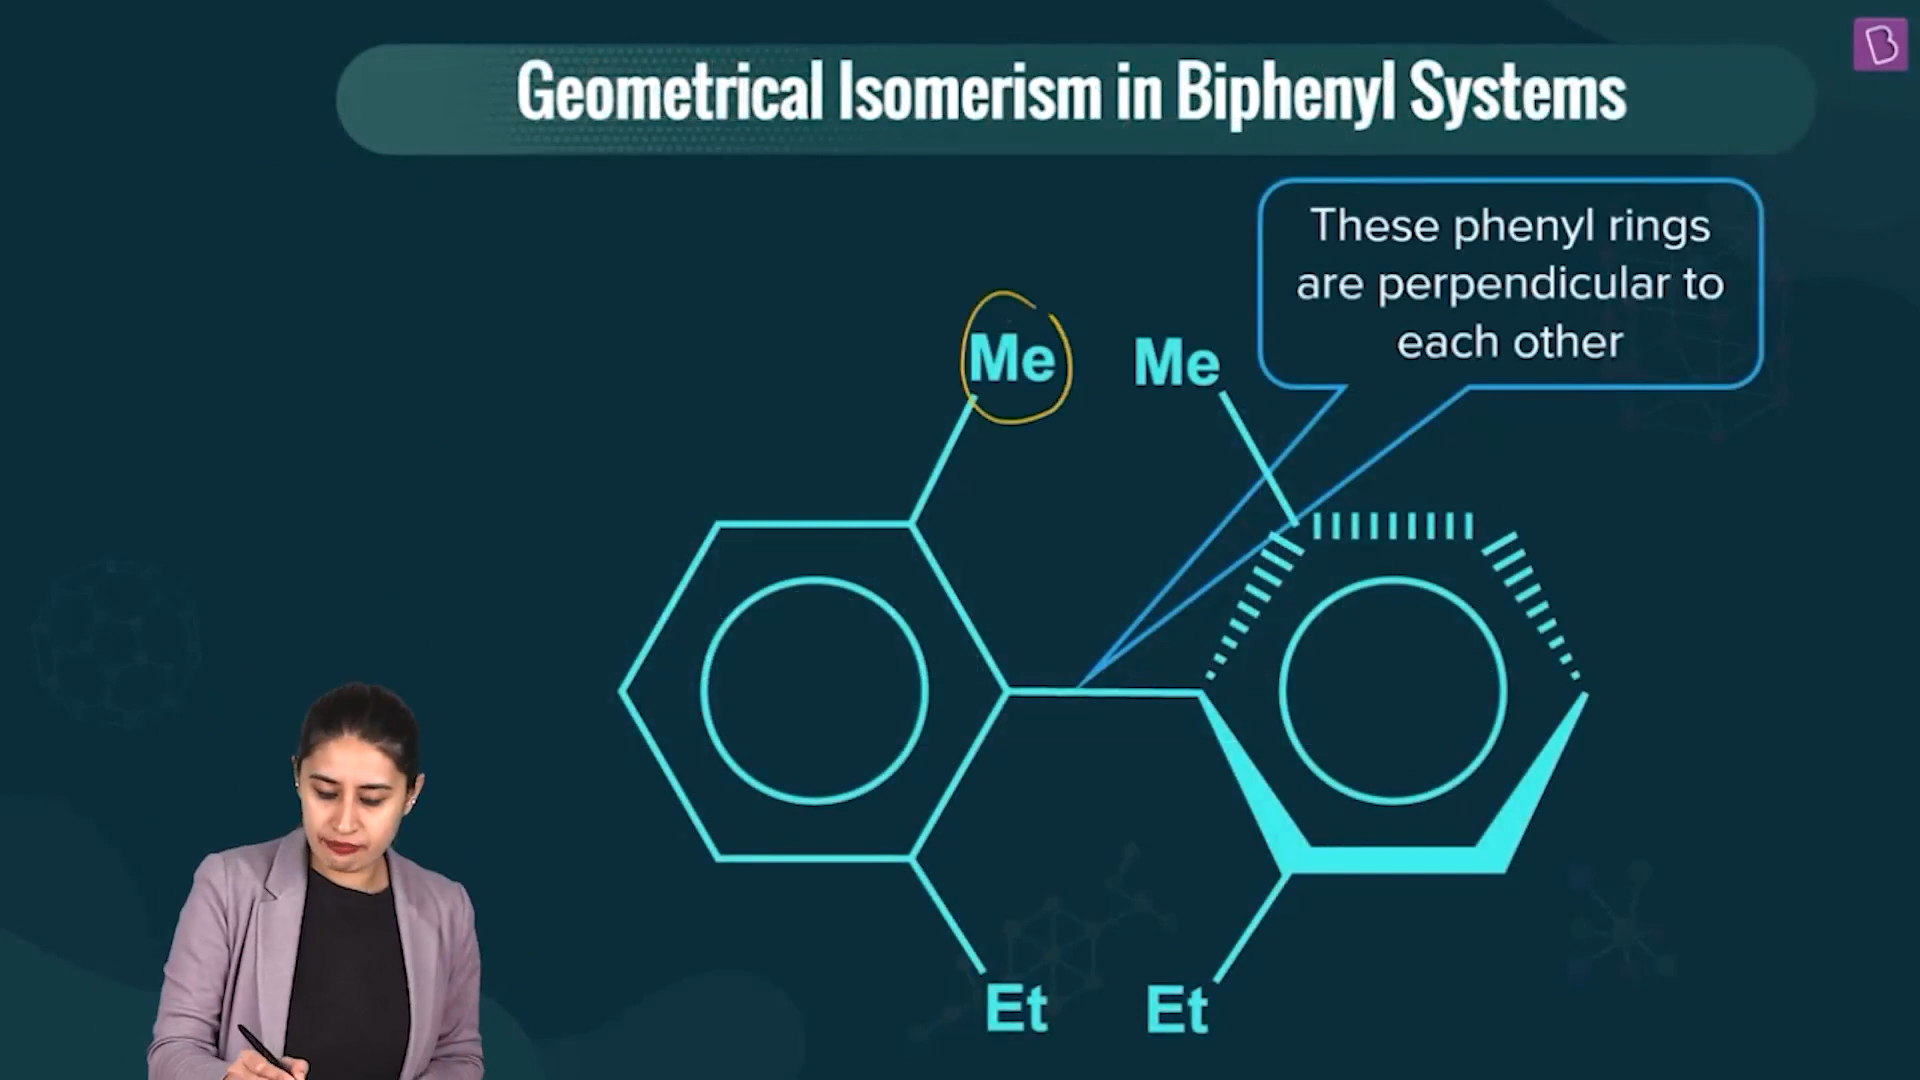 Geometrical Isomerism in Biphenyl Systems
These phenyl rings
are perpendicular to
each other
Me Me
Et Et